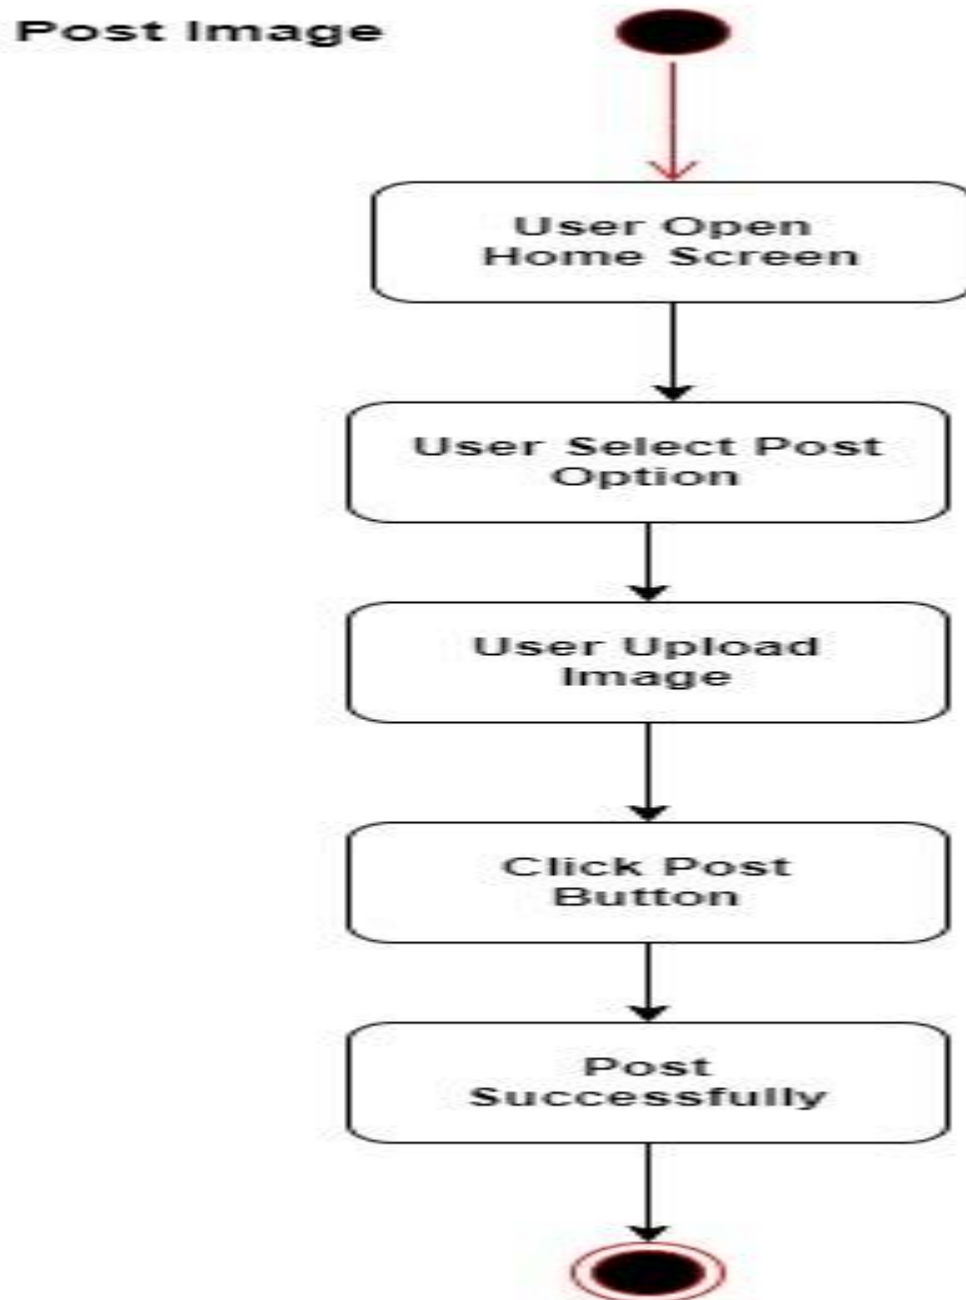 Post Image
User Open
Home Screen
User Select Post
Option
User Upload
Image
Click Post
Button
Post
Successfully